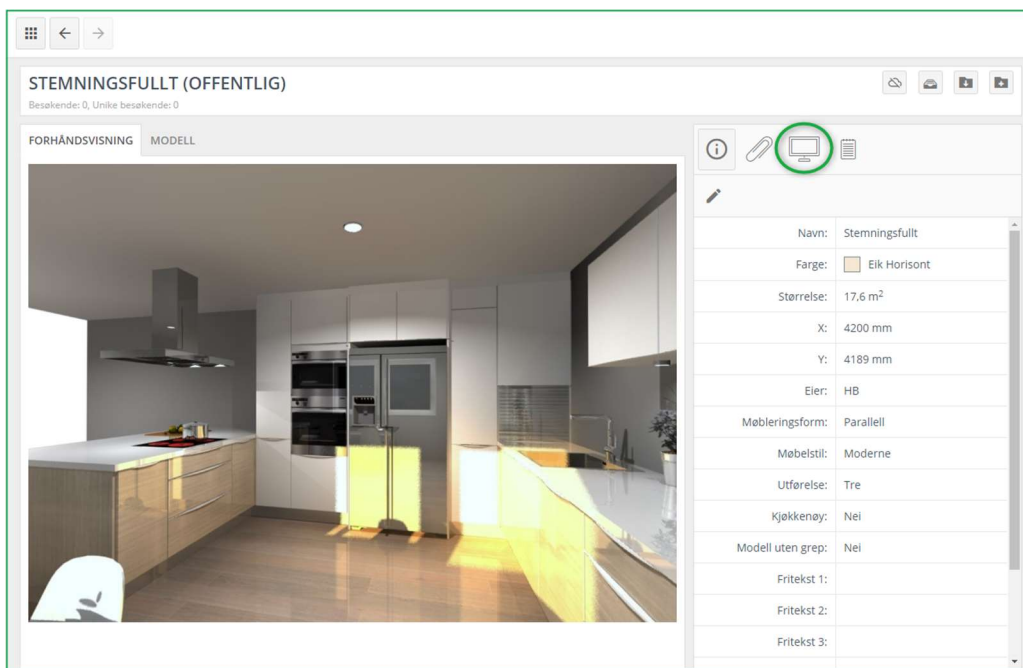 STEMNINGSFULLT (OFFENTLIG)
Besøkende: 0, Unike besøkende: 0
FORHÅNDSVISNING MODELL
Navn: Stemningsfullt
Farge: Eik Horisont
Størrelse: 17,6 m²
X: 4200 mm
Y: 4189 mm
Eier: HB
Møbleringsform: Parallell
Møbelstil: Moderne
Utførelse: Tre
Kjøkkenøy: Nei
Modell uten grep: Nei
Fritekst 1:
Fritekst 2:
Fritekst 3: